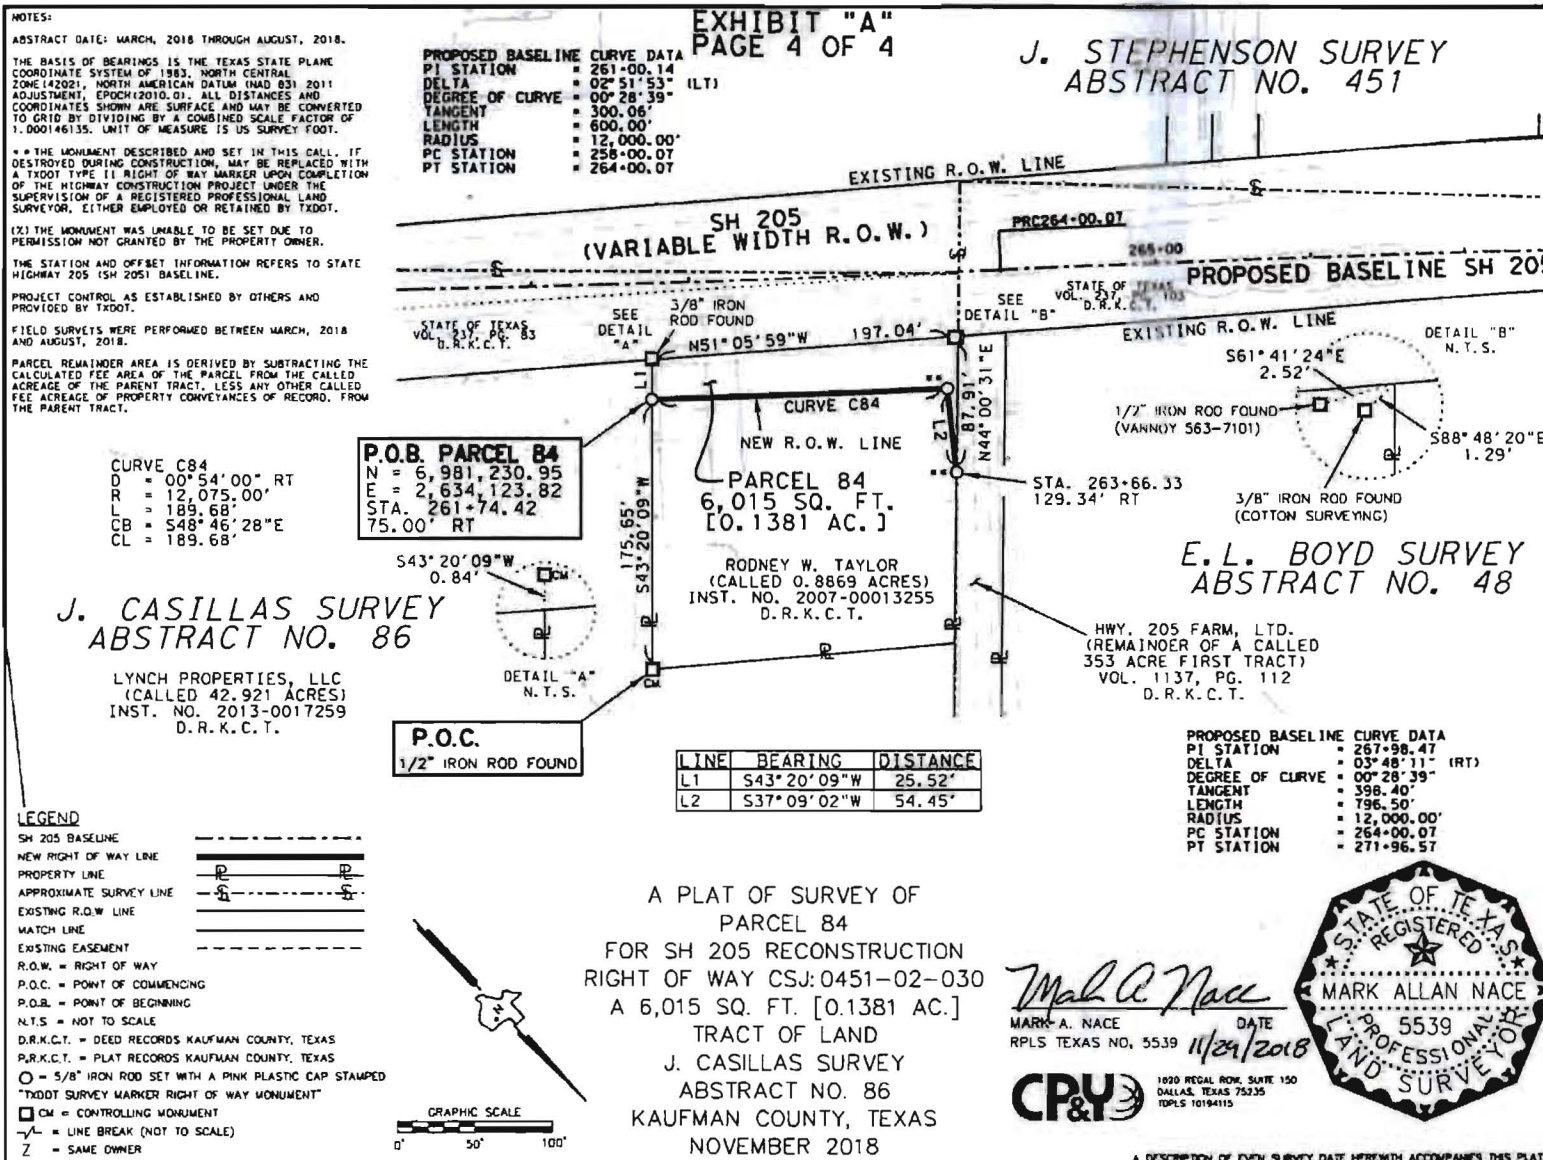 EXHIBIT "A"
PAGE 4 OF 4
NOTES:
ABSTRACT DATE: MARCH, 2018 THROUGH AUGUST, 2018.
THE BASIS OF BEARINGS IS THE TEXAS STATE PLANE
COORDINATE SYSTEM OF 1983, NORTH CENTRAL
ZONE (4202), NORTH AMERICAN DATUM (NAD 83) 2011
ADJUSTMENT, EPOCH(2010.0). ALL DISTANCES AND
COORDINATES SHOWN ARE SURFACE AND MAY BE CONVERTED
TO GRID BY DIVIDING BY A COMBINED SCALE FACTOR OF
1.000146135. UNIT OF MEASURE IS US SURVEY FOOT.
** THE MONUMENT DESCRIBED AND SET IN THIS CALL, IF
DESTROYED DURING CONSTRUCTION, MAY BE REPLACED WITH
A TXDOT TYPE II RIGHT OF WAY MARKER UPON COMPLETION
OF THE HIGHWAY CONSTRUCTION PROJECT UNDER THE
SUPERVISION OF A REGISTERED PROFESSIONAL LAND
SURVEYOR, EITHER EMPLOYED OR RETAINED BY TXDOT.
(X) THE MONUMENT WAS UNABLE TO BE SET DUE TO
PERMISSION NOT GRANTED BY THE PROPERTY OWNER.
THE STATION AND OFFSET INFORMATION REFERS TO STATE
HIGHWAY 205 (SH 205) BASELINE.
PROJECT CONTROL AS ESTABLISHED BY OTHERS AND
PROVIDED BY TXDOT.
FIELD SURVEYS WERE PERFORMED BETWEEN MARCH, 2018
AND AUGUST, 2018.
PARCEL REMAINDER AREA IS DERIVED BY SUBTRACTING THE
CALCULATED FEE AREA OF THE PARCEL FROM THE CALLED
ACREAGE OF THE PARENT TRACT, LESS ANY OTHER CALLED
FEE ACREAGE OF PROPERTY CONVEYANCES OF RECORD, FROM
THE PARENT TRACT.
PROPOSED BASELINE CURVE DATA
PI STATION = 261+00.14
DELTA = 02°51'53" (LT)
DEGREE OF CURVE = 00°28'39"
TANGENT = 300.06'
LENGTH = 600.00'
RADIUS = 12,000.00'
PC STATION = 258+00.07
PT STATION = 264+00.07
J. STEPHENSON SURVEY
ABSTRACT NO. 451
EXISTING R.O.W. LINE
SH 205
(VARIABLE WIDTH R.O.W.)
PRC264+00.07
265+00
PROPOSED BASELINE SH 205
STATE OF TEXAS
VOL. 237, PG. 83
D.R.K.C.T.
SEE
DETAIL
"A"
3/8" IRON
ROD FOUND
N51°05'59"W 197.04'
SEE
DETAIL "B"
STATE OF TEXAS
VOL. 237, PG. 103
D.R.K.C.T.
EXISTING R.O.W. LINE
DETAIL "B"
N.T.S.
S61°41'24"E
2.52'
1/2" IRON ROD FOUND
(VANNOY 563-7101)
S88°48'20"E
1.29'
3/8" IRON ROD FOUND
(COTTON SURVEYING)
L1
CURVE C84
**
L2
87.91'
N44°00'31"E
NEW R.O.W. LINE
**
STA. 263+66.33
129.34' RT
P.O.B. PARCEL 84
N = 6,981,230.95
E = 2,634,123.82
STA. 261+74.42
75.00' RT
CURVE C84
D = 00°54'00" RT
R = 12,075.00'
L = 189.68'
CB = S48°46'28"E
CL = 189.68'
PARCEL 84
6,015 SQ. FT.
[0.1381 AC.]
175.65'
S43°20'09"W
RODNEY W. TAYLOR
(CALLED 0.8869 ACRES)
INST. NO. 2007-00013255
D.R.K.C.T.
E.L. BOYD SURVEY
ABSTRACT NO. 48
S43°20'09"W
0.84'
CM
DETAIL "A"
N.T.S.
J. CASILLAS SURVEY
ABSTRACT NO. 86
LYNCH PROPERTIES, LLC
(CALLED 42.921 ACRES)
INST. NO. 2013-0017259
D.R.K.C.T.
HWY. 205 FARM, LTD.
(REMAINDER OF A CALLED
353 ACRE FIRST TRACT)
VOL. 1137, PG. 112
D.R.K.C.T.
CM
P.O.C.
1/2" IRON ROD FOUND
LINE BEARING DISTANCE
L1 S43°20'09"W 25.52'
L2 S37°09'02"W 54.45'
PROPOSED BASELINE CURVE DATA
PI STATION = 267+98.47
DELTA = 03°48'11" (RT)
DEGREE OF CURVE = 00°28'39"
TANGENT = 398.40'
LENGTH = 796.50'
RADIUS = 12,000.00'
PC STATION = 264+00.07
PT STATION = 271+96.57
LEGEND
SH 205 BASELINE
NEW RIGHT OF WAY LINE
PROPERTY LINE
APPROXIMATE SURVEY LINE
EXISTING R.O.W LINE
MATCH LINE
EXISTING EASEMENT
R.O.W. = RIGHT OF WAY
P.O.C. = POINT OF COMMENCING
P.O.B. = POINT OF BEGINNING
N.T.S = NOT TO SCALE
D.R.K.C.T. = DEED RECORDS KAUFMAN COUNTY, TEXAS
P.R.K.C.T. = PLAT RECORDS KAUFMAN COUNTY, TEXAS
= 5/8" IRON ROD SET WITH A PINK PLASTIC CAP STAMPED
"TXDOT SURVEY MARKER RIGHT OF WAY MONUMENT"
CM = CONTROLLING MONUMENT
= LINE BREAK (NOT TO SCALE)
Z = SAME OWNER
N
GRAPHIC SCALE
0' 50' 100'
A PLAT OF SURVEY OF
PARCEL 84
FOR SH 205 RECONSTRUCTION
RIGHT OF WAY CSJ:0451-02-030
A 6,015 SQ. FT. [0.1381 AC.]
TRACT OF LAND
J. CASILLAS SURVEY
ABSTRACT NO. 86
KAUFMAN COUNTY, TEXAS
NOVEMBER 2018
Mark A Nace
MARK A. NACE DATE
RPLS TEXAS NO. 5539 11/29/2018
CP&Y
1820 REGAL ROW, SUITE 150
DALLAS, TEXAS 75235
TBPLS 10194115
STATE OF TEXAS
REGISTERED
MARK ALLAN NACE
5539
PROFESSIONAL
LAND SURVEYOR
A DESCRIPTION OF EVEN SURVEY DATE HEREWITH ACCOMPANIES THIS PLAT